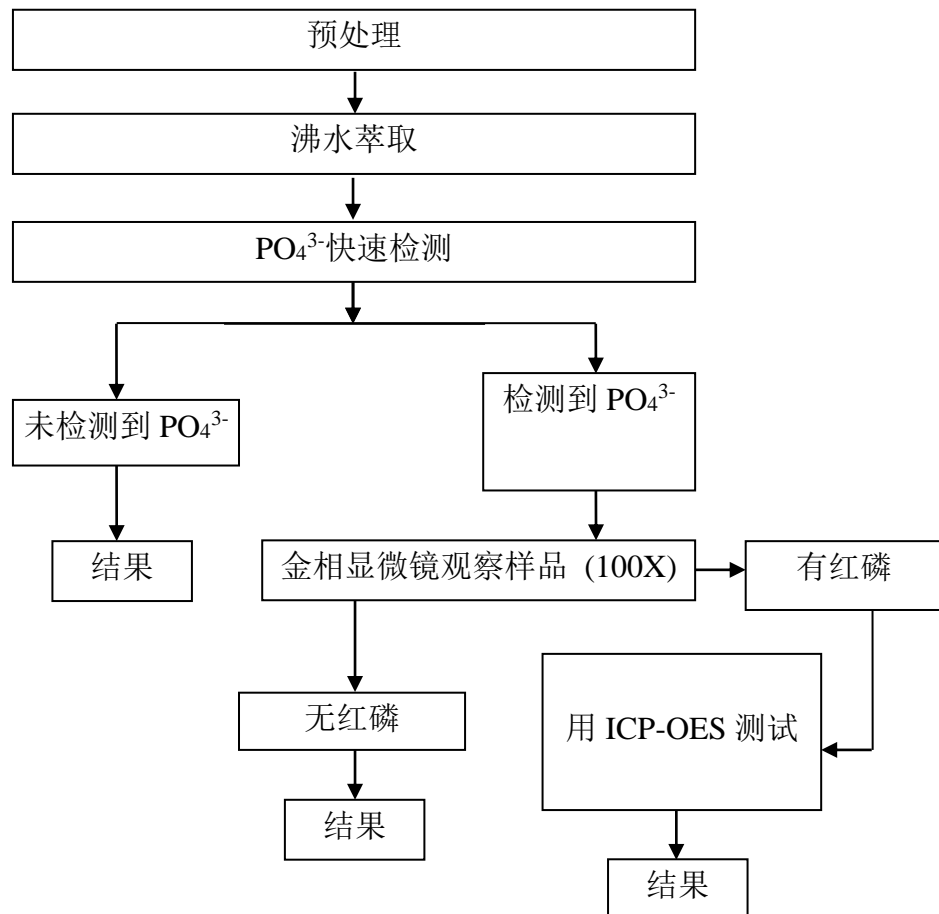 预处理
沸水萃取
PO₄³⁻快速检测
检测到 PO₄³⁻
未检测到 PO₄³⁻
结果
金相显微镜观察样品 (100X)
有红磷
无红磷
用 ICP-OES 测试
结果
结果